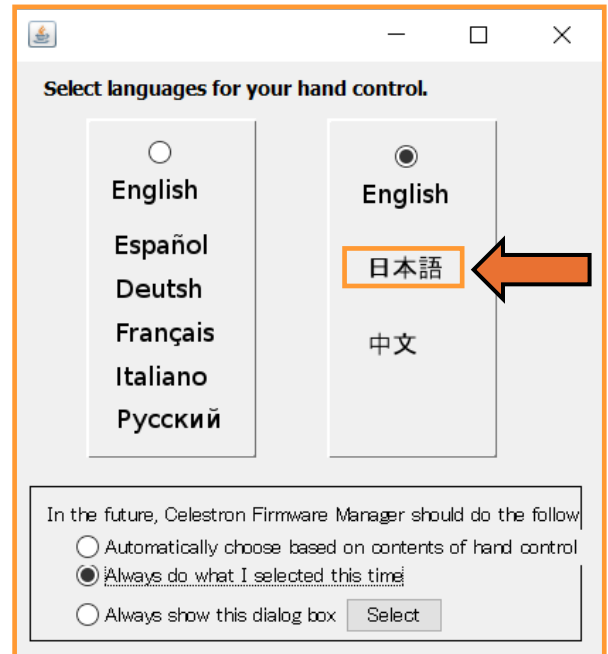 Select languages for your hand control.
English
Español
Deutsh
Français
Italiano
Русский
English
日本語
中文
In the future, Celestron Firmware Manager should do the follow
Automatically choose based on contents of hand control
Always do what I selected this time
Always show this dialog box
Select